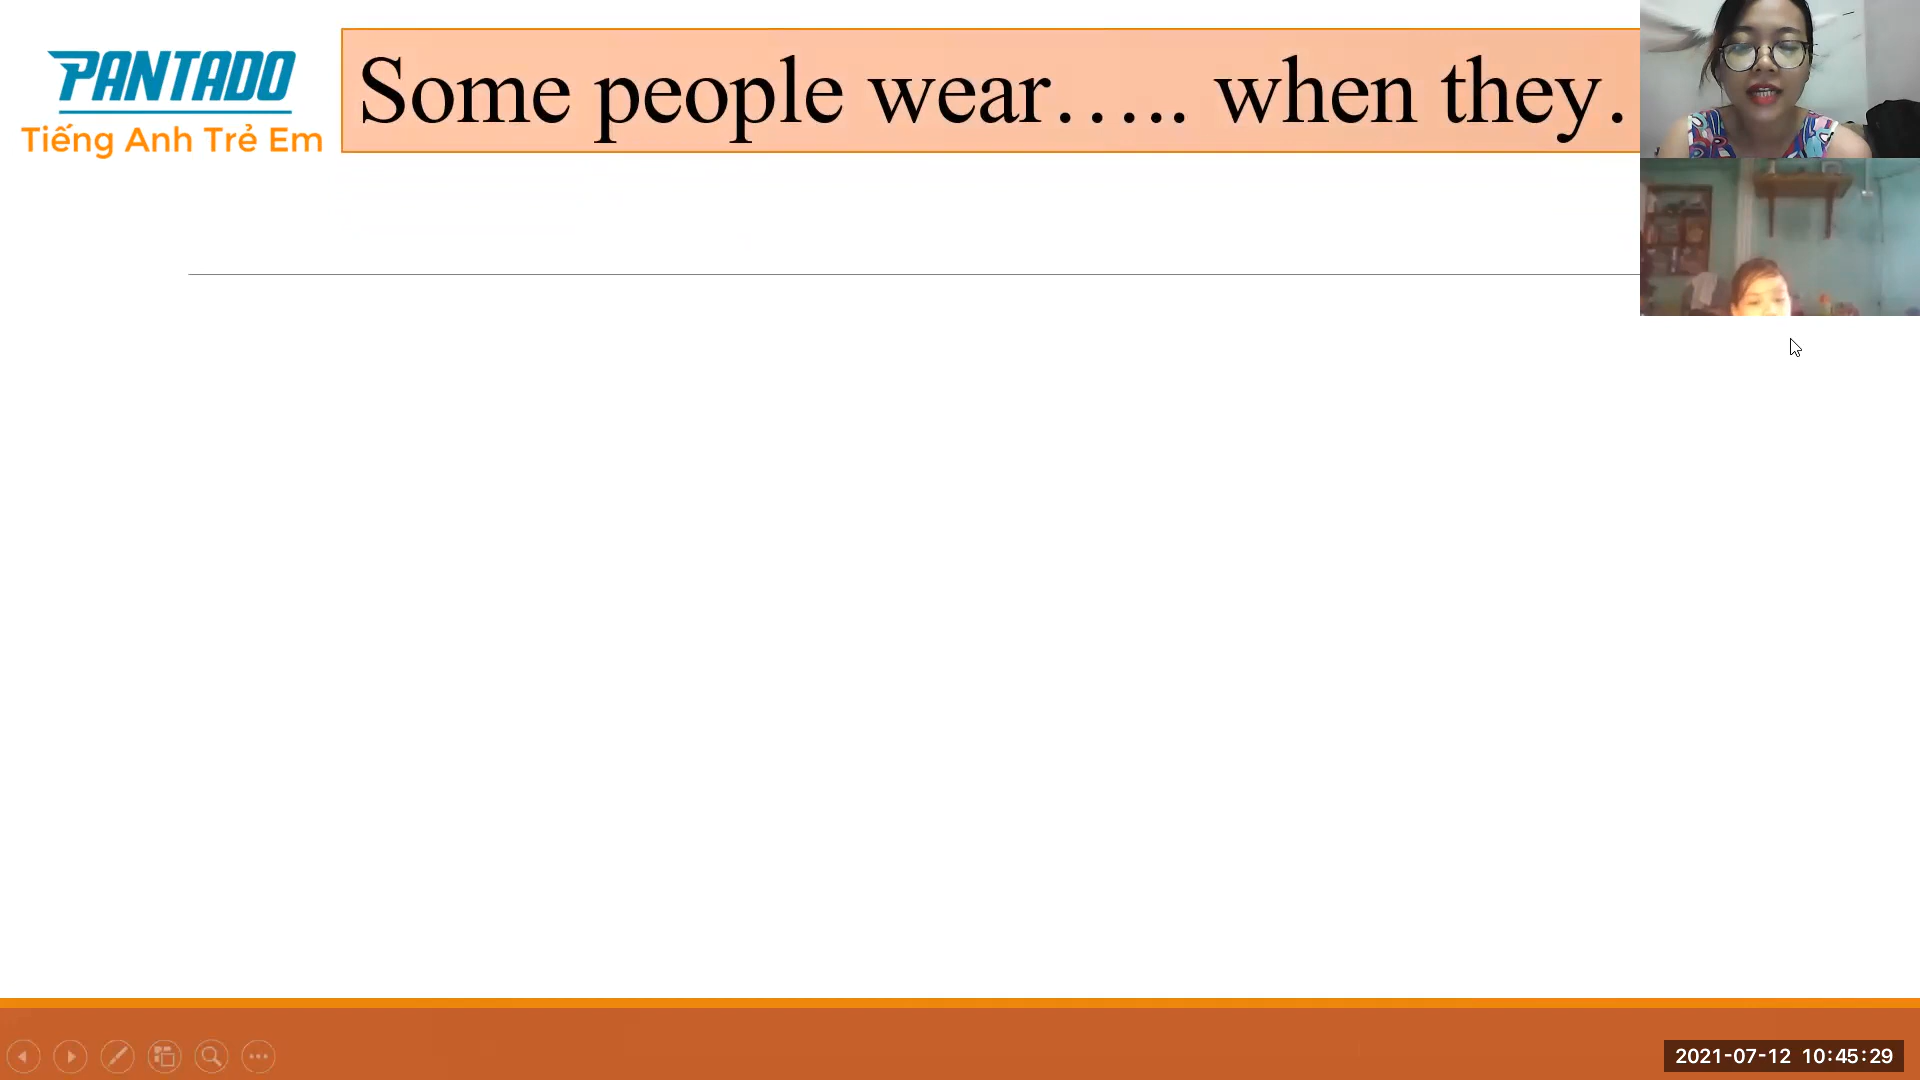 PANTADO
Tiếng Anh Trẻ Em
Some people wear….. when they.
2021-07-12 10:45:29